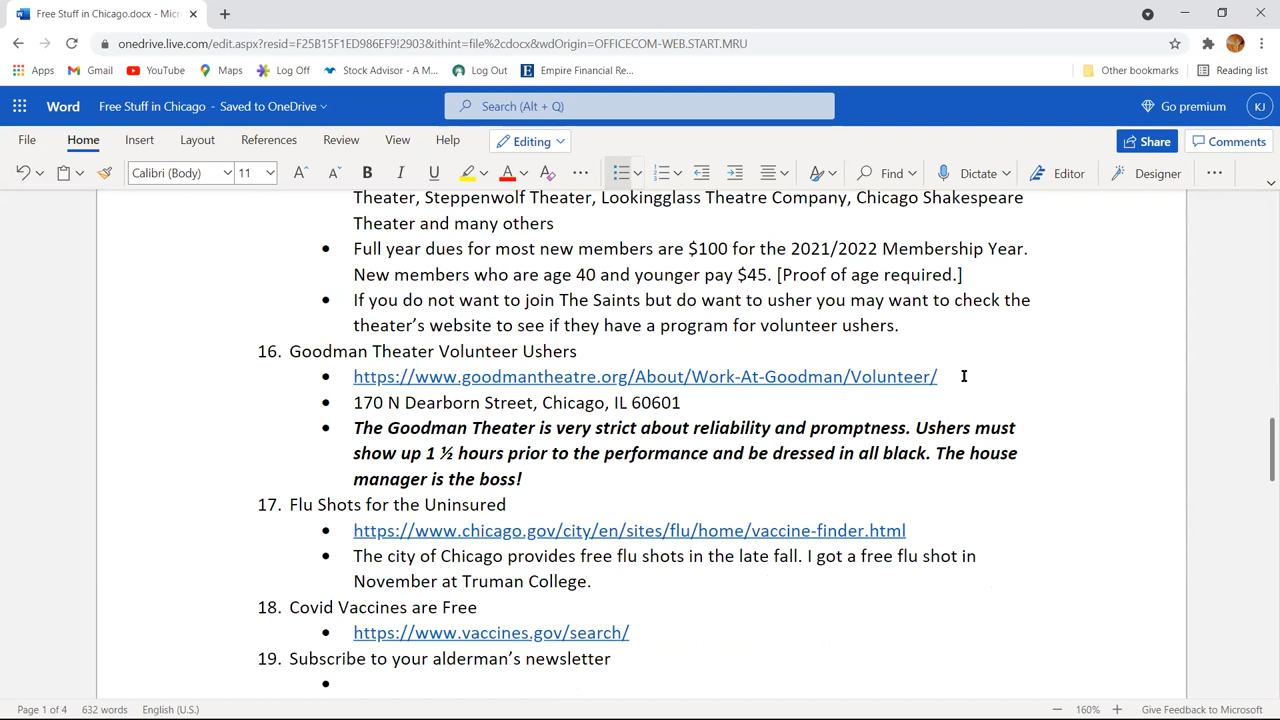 Free Stuff in Chicago.docx - Micr
onedrive.live.com/edit.aspx?resid=F25B15F1ED986EF9!2903&ithint=file%2cdocx&wdOrigin=OFFICECOM-WEB.START.MRU
Apps Gmail YouTube Maps Log Off Stock Advisor - A M... Log Out Empire Financial Re... Other bookmarks Reading list
Word Free Stuff in Chicago - Saved to OneDrive Search (Alt + Q) Go premium KJ
File Home Insert Layout References Review View Help Editing Share Comments
Calibri (Body) 11 A A B I U A A Find Dictate Editor Designer
Theater, Steppenwolf Theater, Lookingglass Theatre Company, Chicago Shakespeare
Theater and many others
• Full year dues for most new members are $100 for the 2021/2022 Membership Year.
New members who are age 40 and younger pay $45. [Proof of age required.]
• If you do not want to join The Saints but do want to usher you may want to check the
theater's website to see if they have a program for volunteer ushers.
16. Goodman Theater Volunteer Ushers
• https://www.goodmantheatre.org/About/Work-At-Goodman/Volunteer/
• 170 N Dearborn Street, Chicago, IL 60601
• The Goodman Theater is very strict about reliability and promptness. Ushers must
show up 1 ½ hours prior to the performance and be dressed in all black. The house
manager is the boss!
17. Flu Shots for the Uninsured
• https://www.chicago.gov/city/en/sites/flu/home/vaccine-finder.html
• The city of Chicago provides free flu shots in the late fall. I got a free flu shot in
November at Truman College.
18. Covid Vaccines are Free
• https://www.vaccines.gov/search/
19. Subscribe to your alderman's newsletter
•
Page 1 of 4 632 words English (U.S.) 160% Give Feedback to Microsoft